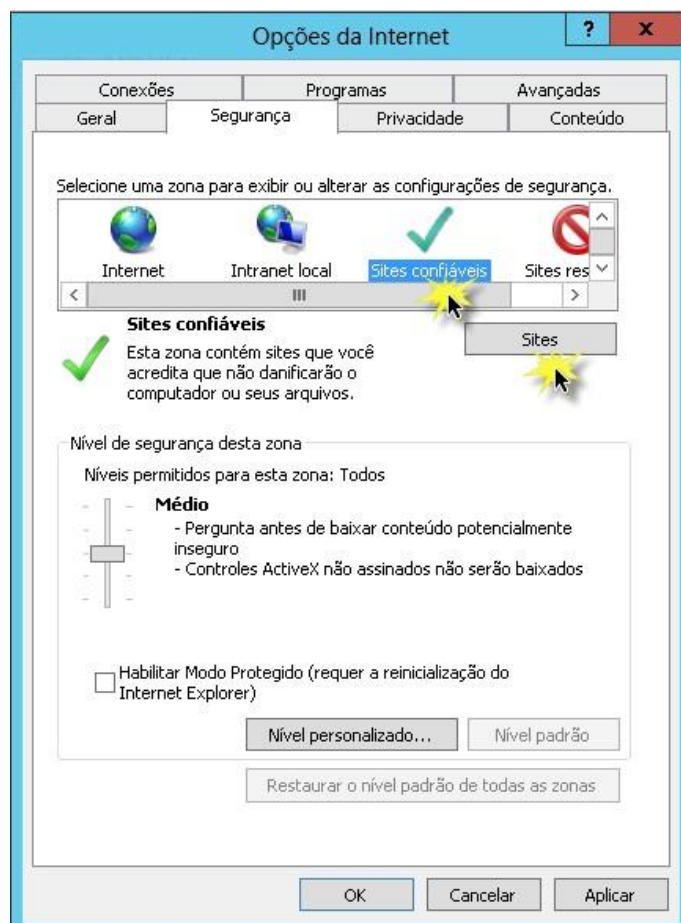 Opções da Internet
? x
Conexões Programas Avançadas
Geral Segurança Privacidade Conteúdo
Selecione uma zona para exibir ou alterar as configurações de segurança.
Internet Intranet local Sites confiáveis Sites res
Sites confiáveis
Sites
Esta zona contém sites que você
acredita que não danificarão o
computador ou seus arquivos.
Nível de segurança desta zona
Níveis permitidos para esta zona: Todos
Médio
- Pergunta antes de baixar conteúdo potencialmente
inseguro
- Controles ActiveX não assinados não serão baixados
Habilitar Modo Protegido (requer a reinicialização do
Internet Explorer)
Nível personalizado... Nível padrão
Restaurar o nível padrão de todas as zonas
OK Cancelar Aplicar